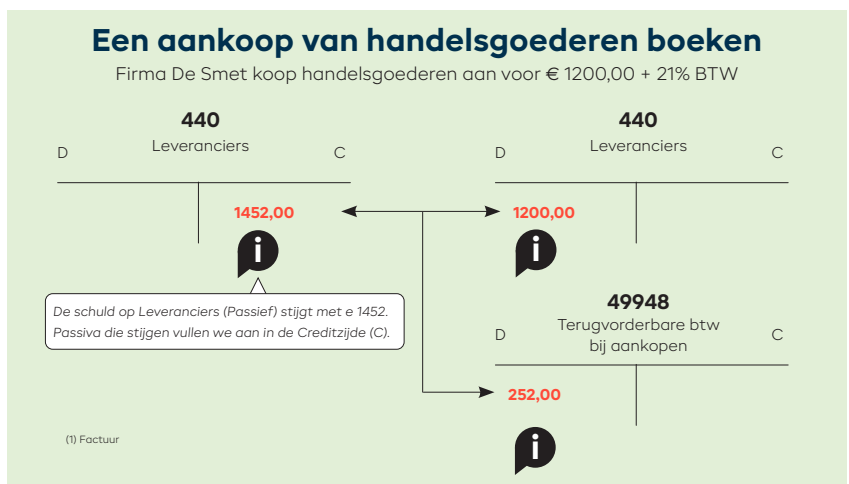 Een aankoop van handelsgoederen boeken
Firma De Smet koop handelsgoederen aan voor € 1200,00 + 21% BTW
440
Leveranciers
D
C
1452,00
i
De schuld op Leveranciers (Passief) stijgt met e 1452.
Passiva die stijgen vullen we aan in de Creditzijde (C).
440
Leveranciers
D
C
1200,00
i
49948
Terugvorderbare btw
bij aankopen
D
C
252,00
i
(1) Factuur